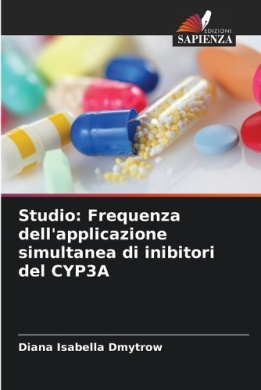 EDIZIONI
SAPIENZA
Studio: Frequenza
dell'applicazione
simultanea di inibitori
del CYP3A
Diana Isabella Dmytrow